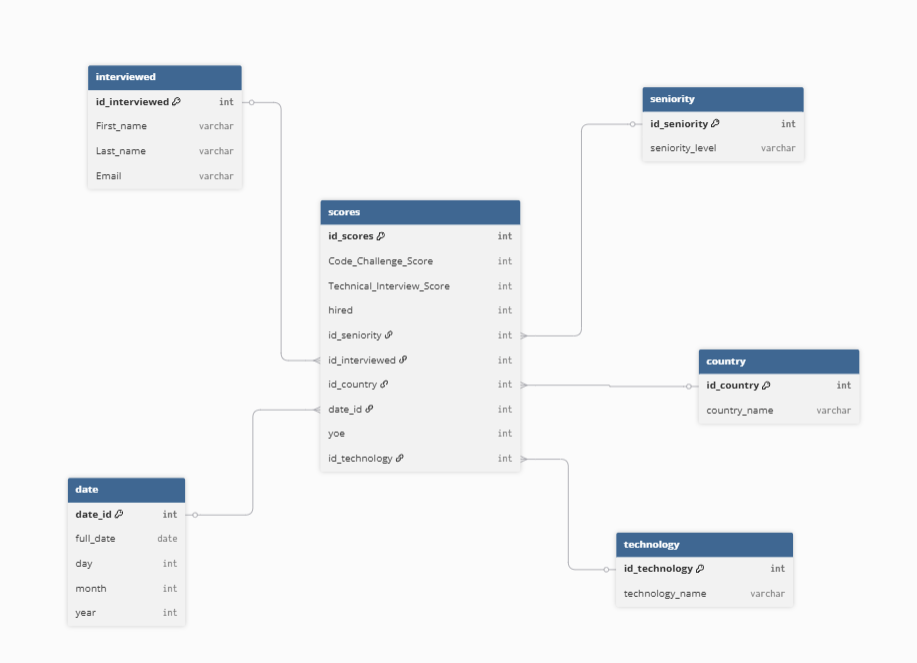 interviewed
id_interviewed int
First_name varchar
Last_name varchar
Email varchar
seniority
id_seniority int
seniority_level varchar
scores
id_scores int
Code_Challenge_Score int
Technical_Interview_Score int
hired int
id_seniority int
id_interviewed int
id_country int
date_id int
yoe int
id_technology int
country
id_country int
country_name varchar
date
date_id int
full_date date
day int
month int
year int
technology
id_technology int
technology_name varchar